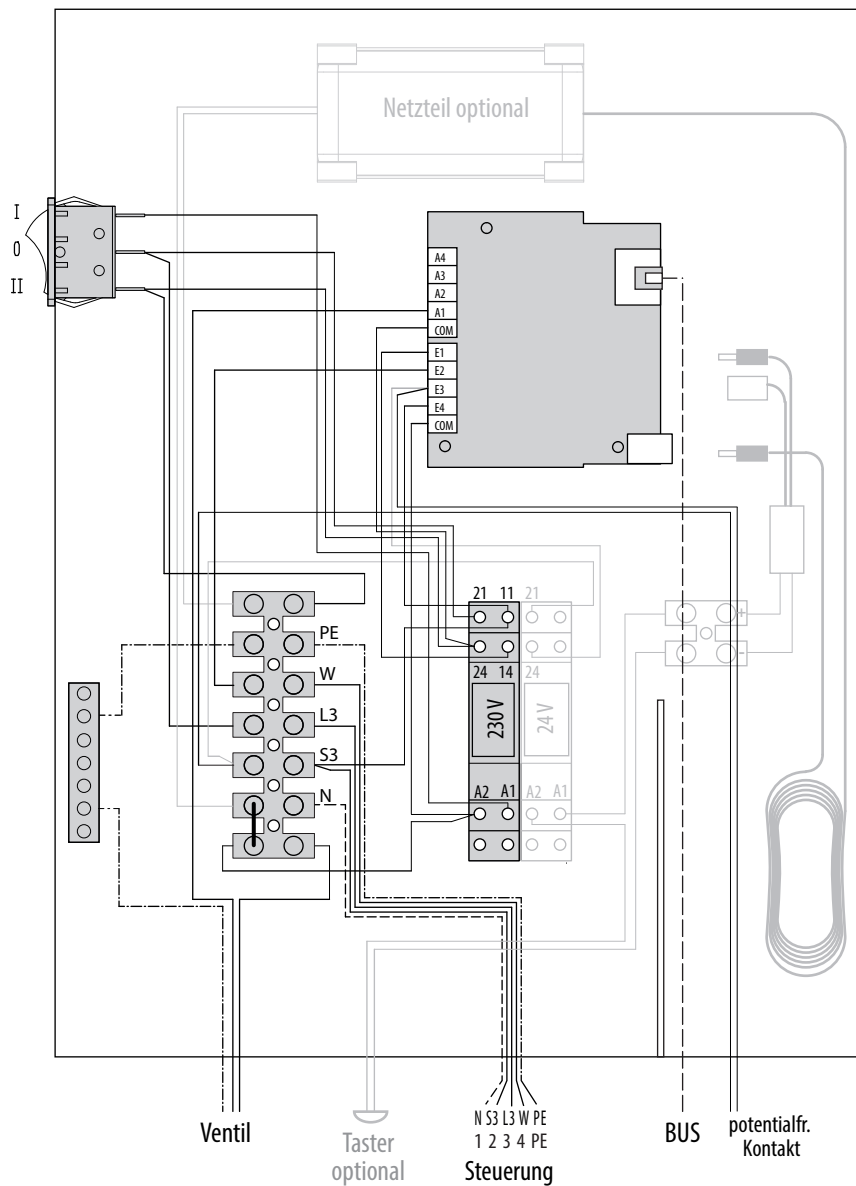 Netzteil optional
I
0
II
A4
A3
A2
A1
COM
E1
E2
E3
E4
COM
21 11 21
PE
W
L3
S3
N
24 14 24
230 V
24 V
A2 A1 A2 A1
+
-
N S3 L3 W PE
1 2 3 4 PE
Steuerung
Ventil
Taster
optional
BUS
potentialfr.
Kontakt